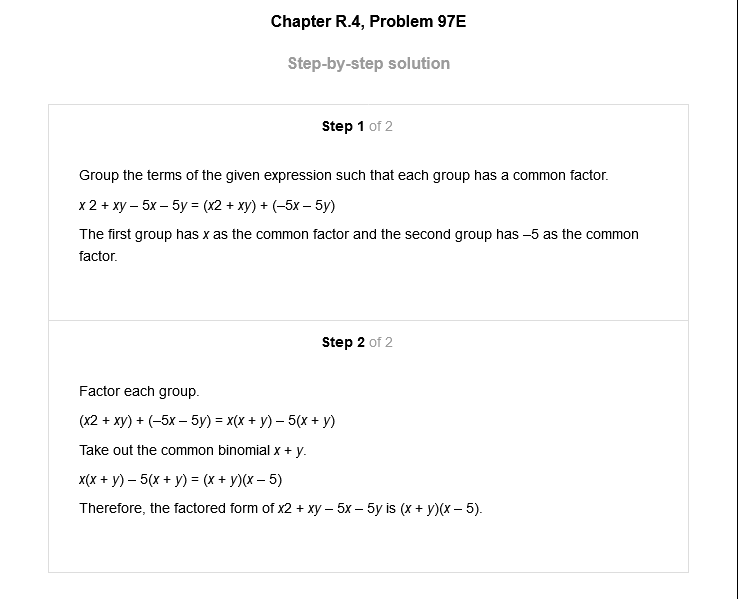 Chapter R.4, Problem 97E
Step-by-step solution
Step 1 of 2
Group the terms of the given expression such that each group has a common factor.
x 2 + xy – 5x – 5y = (x2 + xy) + (–5x – 5y)
The first group has x as the common factor and the second group has –5 as the common
factor.
Step 2 of 2
Factor each group.
(x2 + xy) + (–5x – 5y) = x(x + y) – 5(x + y)
Take out the common binomial x + y.
x(x + y) – 5(x + y) = (x + y)(x – 5)
Therefore, the factored form of x2 + xy – 5x – 5y is (x + y)(x – 5).